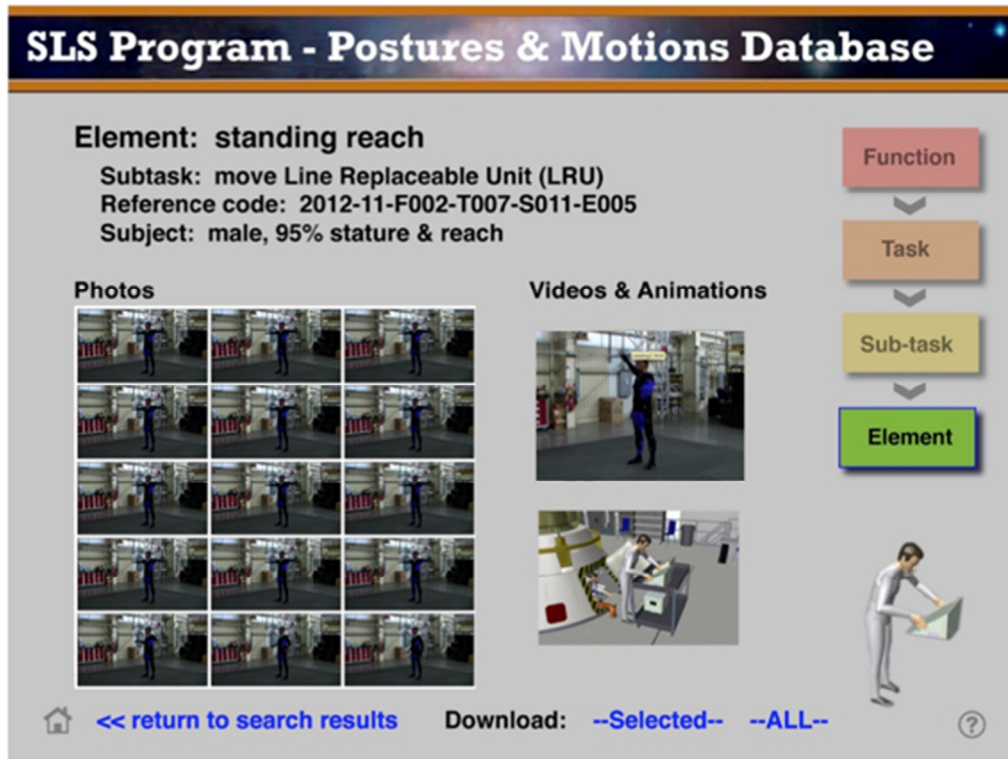 SLS Program - Postures & Motions Database
Element: standing reach
Subtask: move Line Replaceable Unit (LRU)
Reference code: 2012-11-F002-T007-S011-E005
Subject: male, 95% stature & reach
Photos
Videos & Animations
Function
Task
Sub-task
Element
<< return to search results
Download:
--Selected--
--ALL--
?